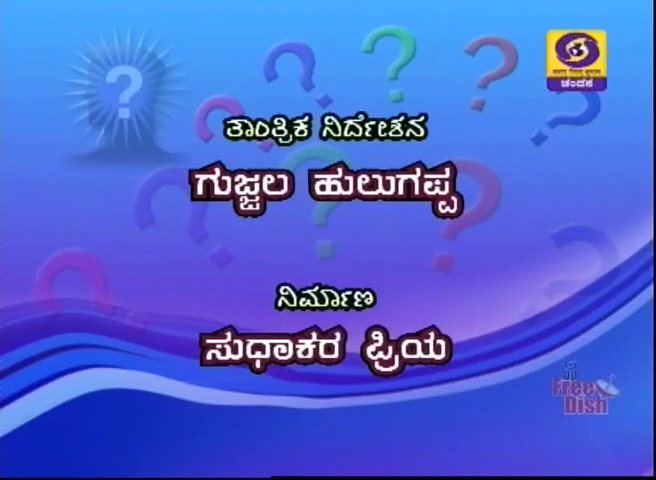 ಚಂದನ
ತಾಂತ್ರಿಕ ನಿರ್ದೇಶನ
ಗುಜ್ಜಲ ಹುಲುಗಪ್ಪ
ನಿರ್ಮಾಣ
ಸುಧಾಕರ ಪ್ರಿಯ
Free
Dish